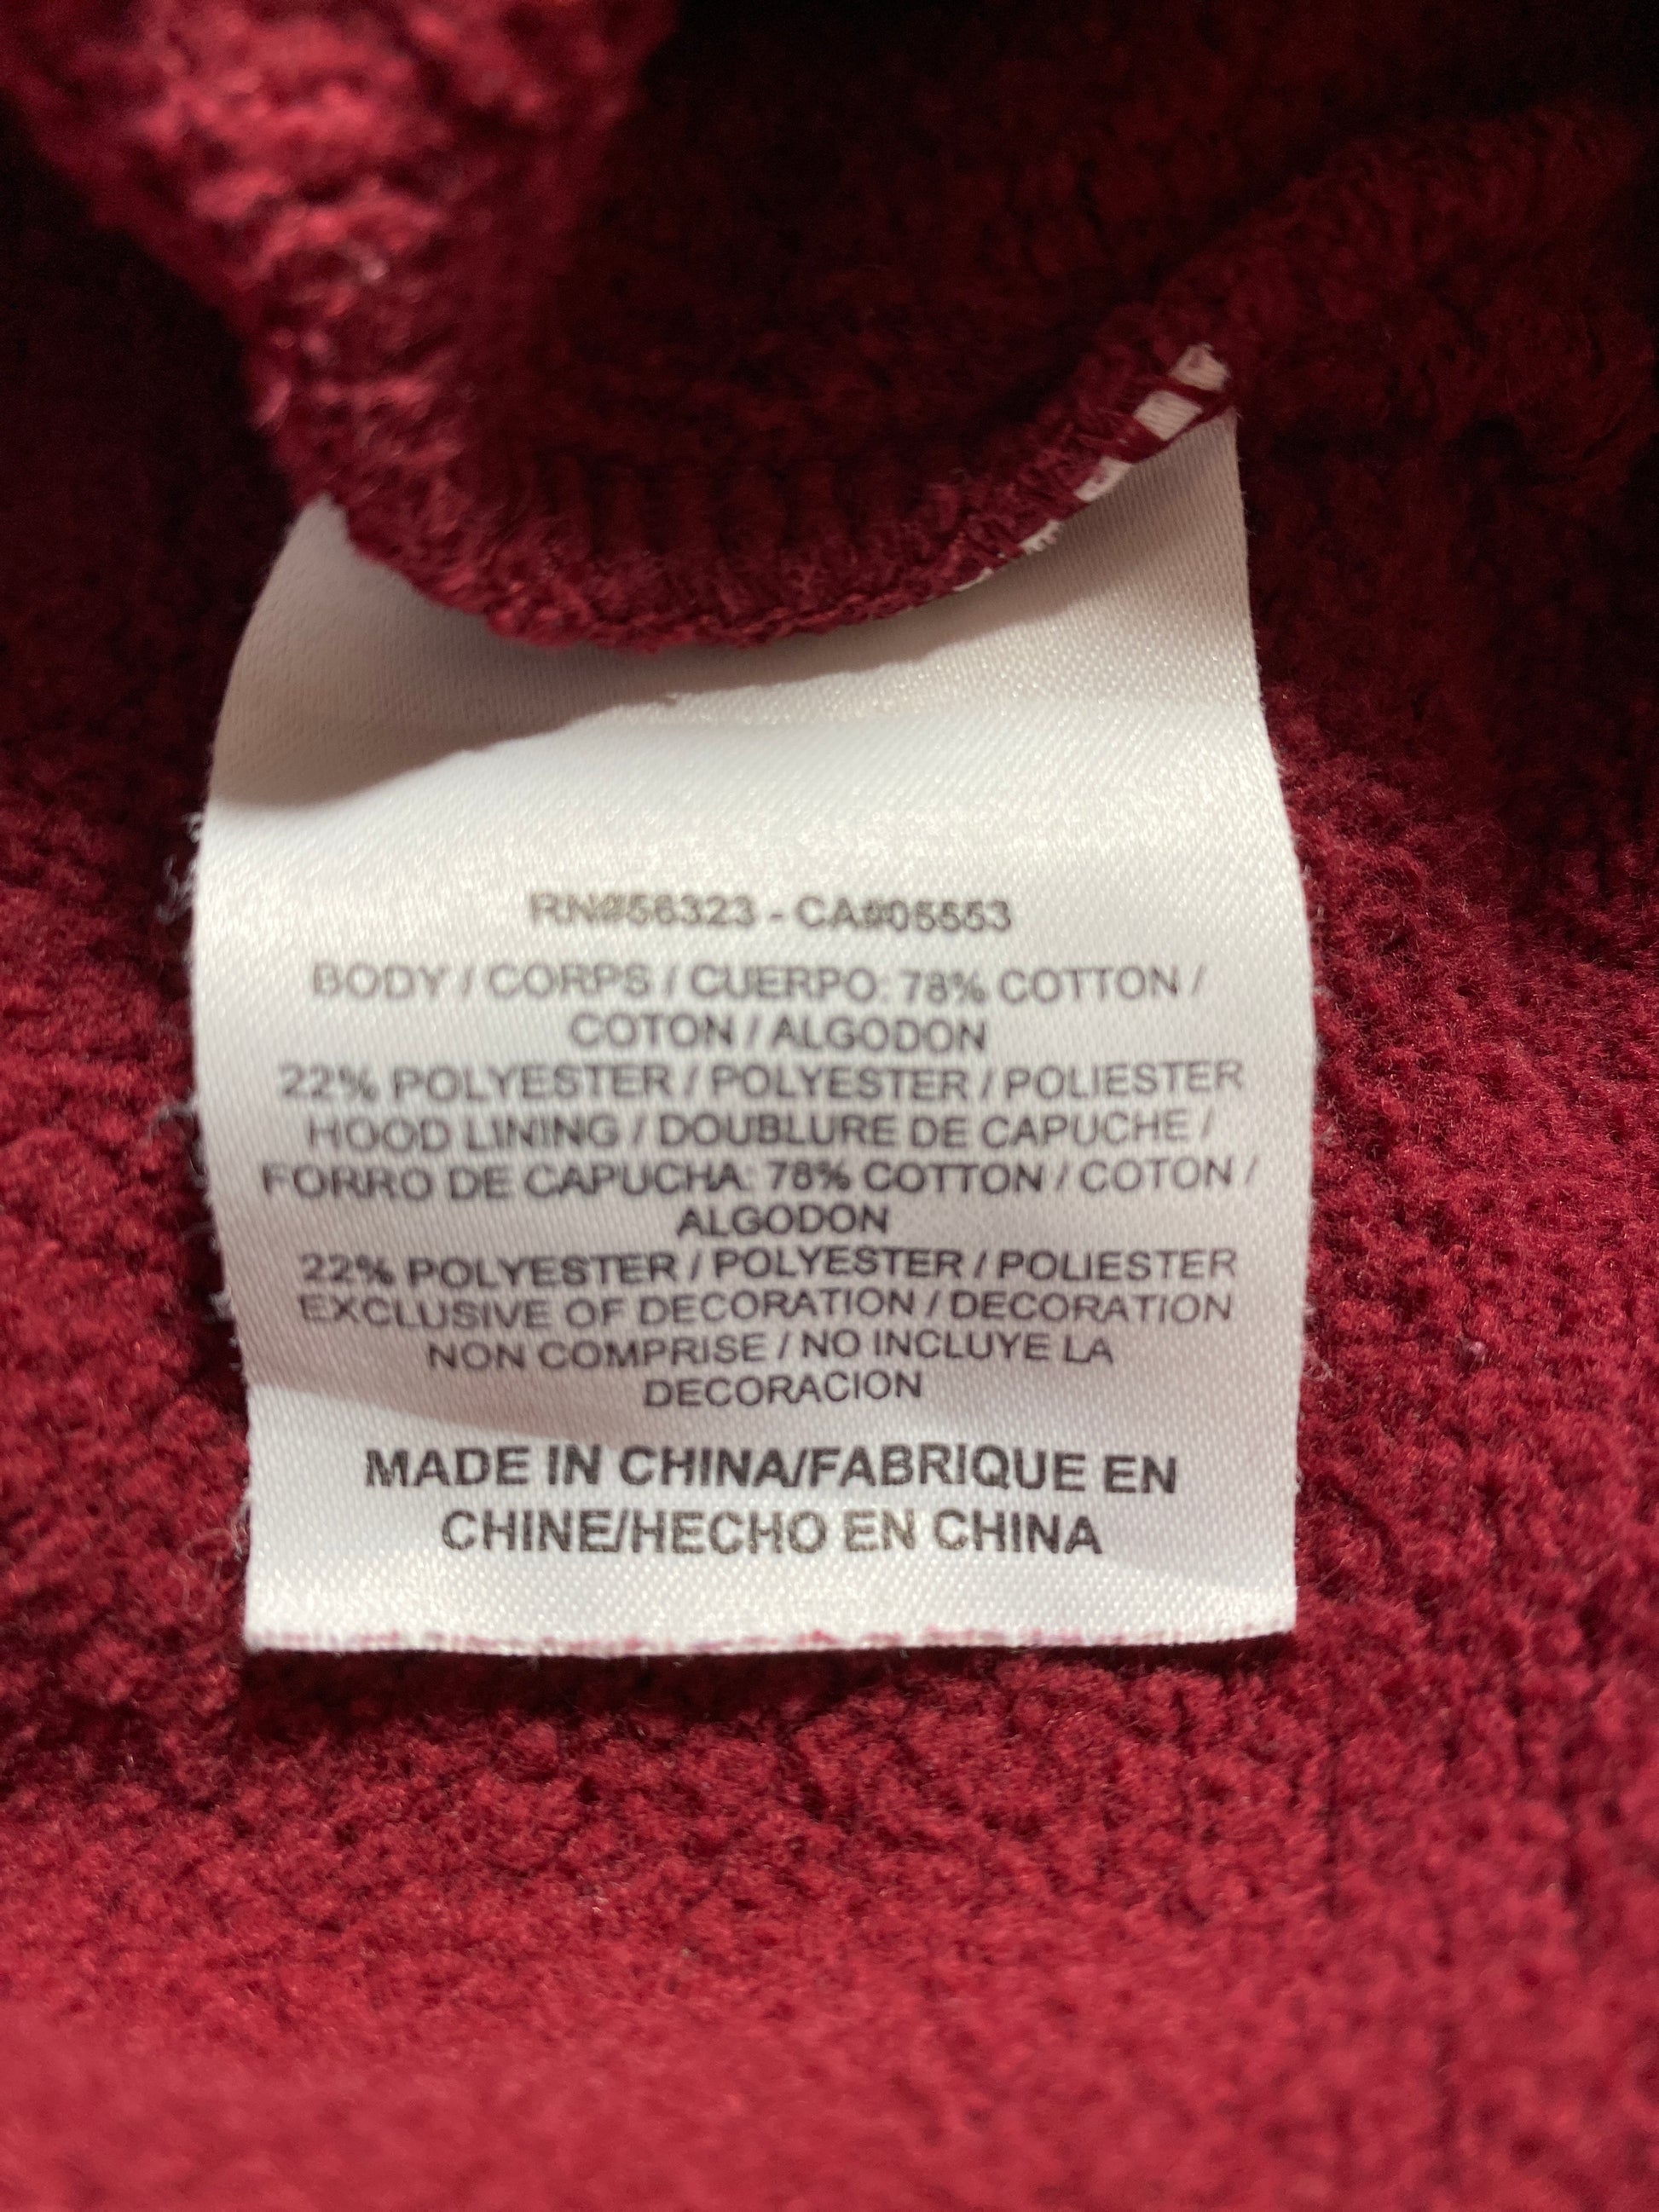 RN#56323 - CA#05553
BODY / CORPS / CUERPO: 78% COTTON /
COTON / ALGODON
22% POLYESTER / POLYESTER / POLIESTER
HOOD LINING / DOUBLURE DE CAPUCHE /
FORRO DE CAPUCHA: 78% COTTON / COTON /
ALGODON
22% POLYESTER / POLYESTER / POLIESTER
EXCLUSIVE OF DECORATION / DECORATION
NON COMPRISE / NO INCLUYE LA
DECORACION
MADE IN CHINA/FABRIQUE EN
CHINE/HECHO EN CHINA